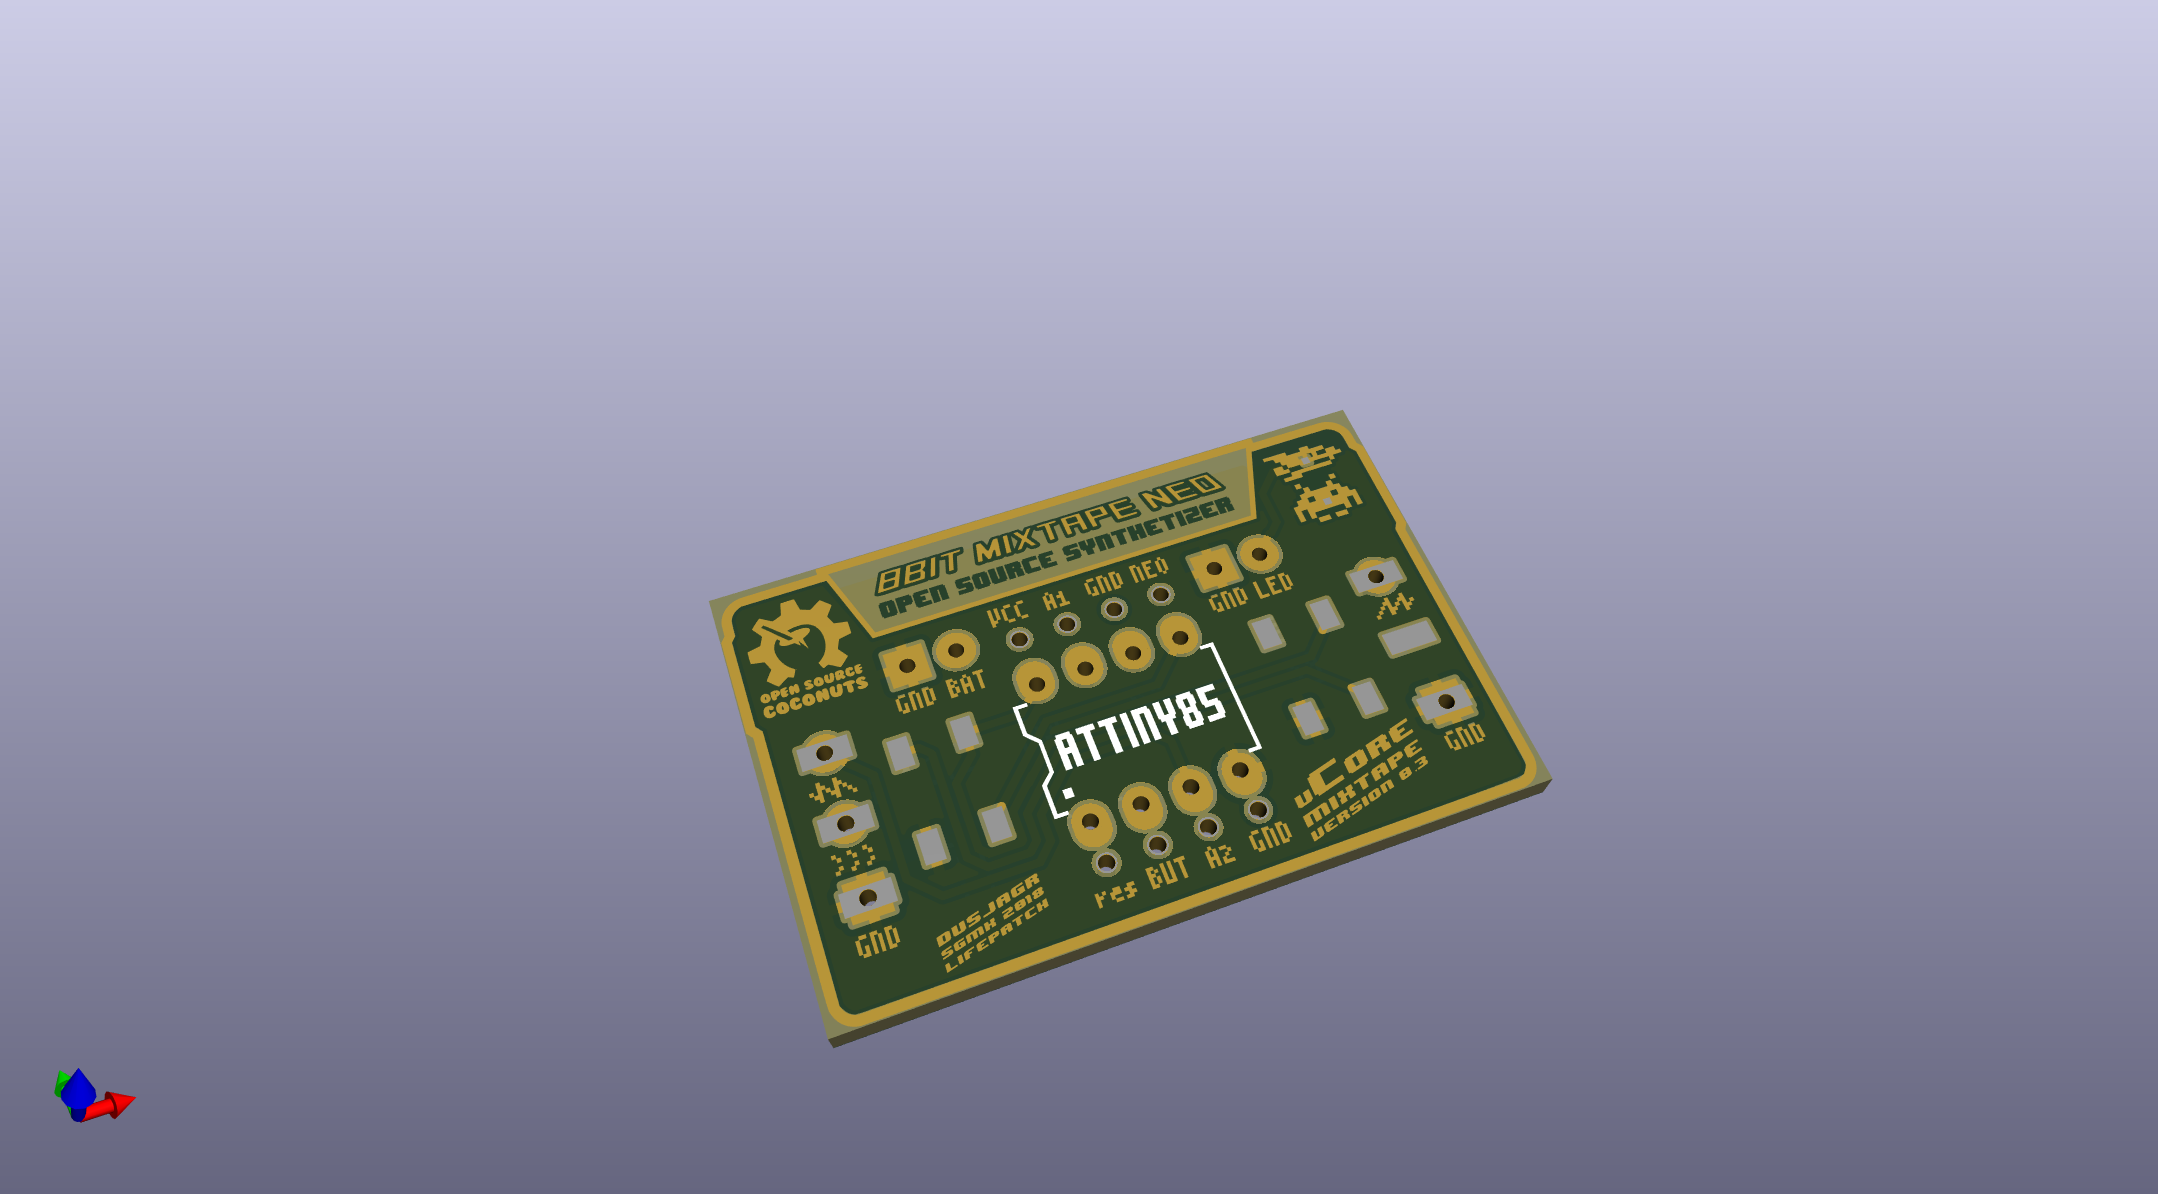 8BIT MIXTAPE NEO
OPEN SOURCE SYNTHETIZER
OPEN SOURCE
COCONUTS
GND BAT
VCC A1 GND NEO
GND LED
ATTINY85
GND
uCORE
MIXTAPE
VERSION 0.3
res BUT A2 GND
GND
DUSJAGR
SGMK 2018
LIFEPATCH